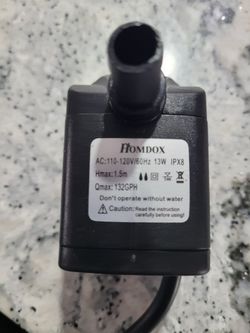 HOMDOX
AC:110-120V/60Hz 13W IPX8
Hmax: 1.5m
Qmax: 132GPH
Don't operate without water
Caution: Read the instruction
carefully before using!